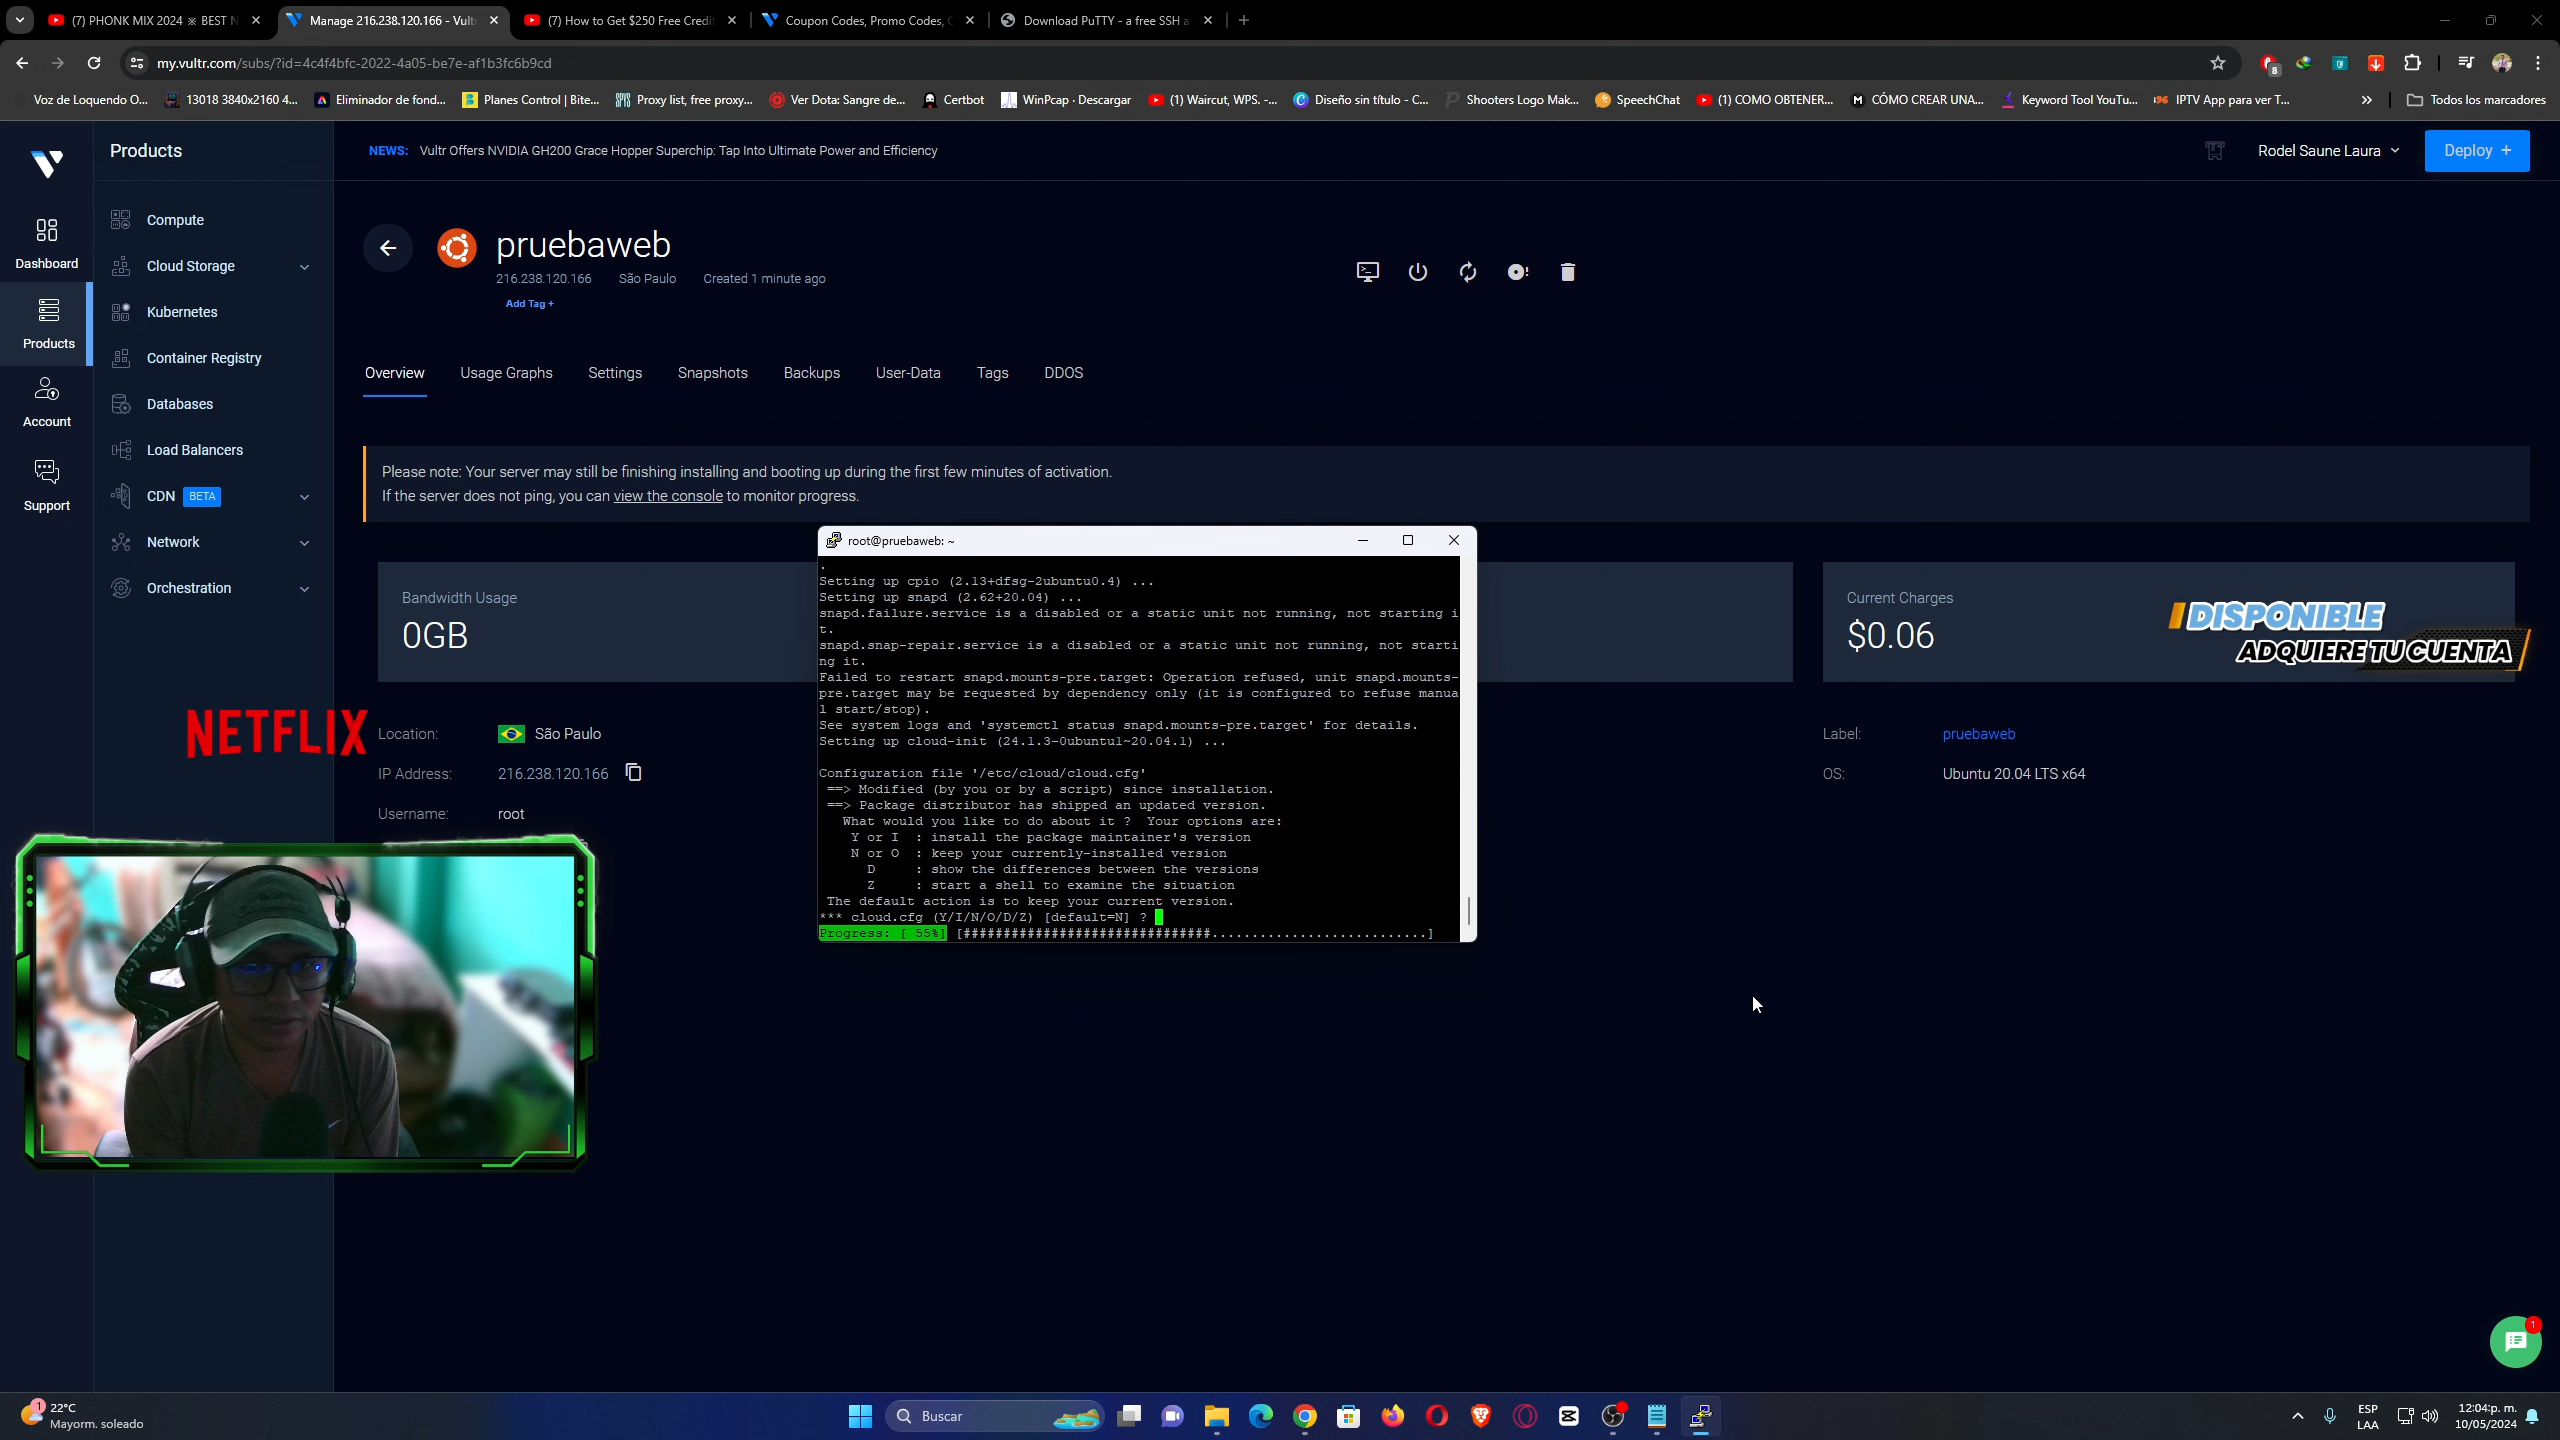 (7) PHONK MIX 2024 ※ BEST N
Manage 216.238.120.166 - Vultr
(7) How to Get $250 Free Credi
Coupon Codes, Promo Codes, C
Download PuTTY - a free SSH a
my.vultr.com/subs/?id=4c4f4bfc-2022-4a05-be7e-af1b3fc6b9cd
8
Voz de Loquendo O...
13018 3840x2160 4...
Eliminador de fond...
Planes Control | Bite...
Proxy list, free proxy...
Ver Dota: Sangre de...
Certbot
WinPcap · Descargar
(1) Waircut, WPS. -...
Diseño sin título - C...
Shooters Logo Mak...
SpeechChat
(1) COMO OBTENER...
CÓMO CREAR UNA...
Keyword Tool YouTu...
IPTV App para ver T...
Todos los marcadores
Products
NEWS: Vultr Offers NVIDIA GH200 Grace Hopper Superchip: Tap Into Ultimate Power and Efficiency
Rodel Saune Laura
Deploy +
Dashboard
Products
Account
Support
Compute
Cloud Storage
Kubernetes
Container Registry
Databases
Load Balancers
CDN BETA
Network
Orchestration
pruebaweb
216.238.120.166 São Paulo Created 1 minute ago
Add Tag +
Overview Usage Graphs Settings Snapshots Backups User-Data Tags DDOS
Please note: Your server may still be finishing installing and booting up during the first few minutes of activation.
If the server does not ping, you can view the console to monitor progress.
Bandwidth Usage
0GB
Current Charges
$0.06
DISPONIBLE
ADQUIERE TU CUENTA
NETFLIX
Location: São Paulo
IP Address: 216.238.120.166
Username: root
Label: pruebaweb
OS: Ubuntu 20.04 LTS x64
root@pruebaweb: ~
.
Setting up cpio (2.13+dfsg-2ubuntu0.4) ...
Setting up snapd (2.62+20.04) ...
snapd.failure.service is a disabled or a static unit not running, not starting i
t.
snapd.snap-repair.service is a disabled or a static unit not running, not starti
ng it.
Failed to restart snapd.mounts-pre.target: Operation refused, unit snapd.mounts-
pre.target may be requested by dependency only (it is configured to refuse manua
l start/stop).
See system logs and 'systemctl status snapd.mounts-pre.target' for details.
Setting up cloud-init (24.1.3-0ubuntu1~20.04.1) ...
Configuration file '/etc/cloud/cloud.cfg'
==> Modified (by you or by a script) since installation.
==> Package distributor has shipped an updated version.
What would you like to do about it ? Your options are:
Y or I : install the package maintainer's version
N or O : keep your currently-installed version
D : show the differences between the versions
Z : start a shell to examine the situation
The default action is to keep your current version.
*** cloud.cfg (Y/I/N/O/D/Z) [default=N] ?
Progress: [ 55%] [###############################...........................]
1
1
22°C
Mayorm. soleado
Buscar
ESP
LAA
12:04 p. m.
10/05/2024